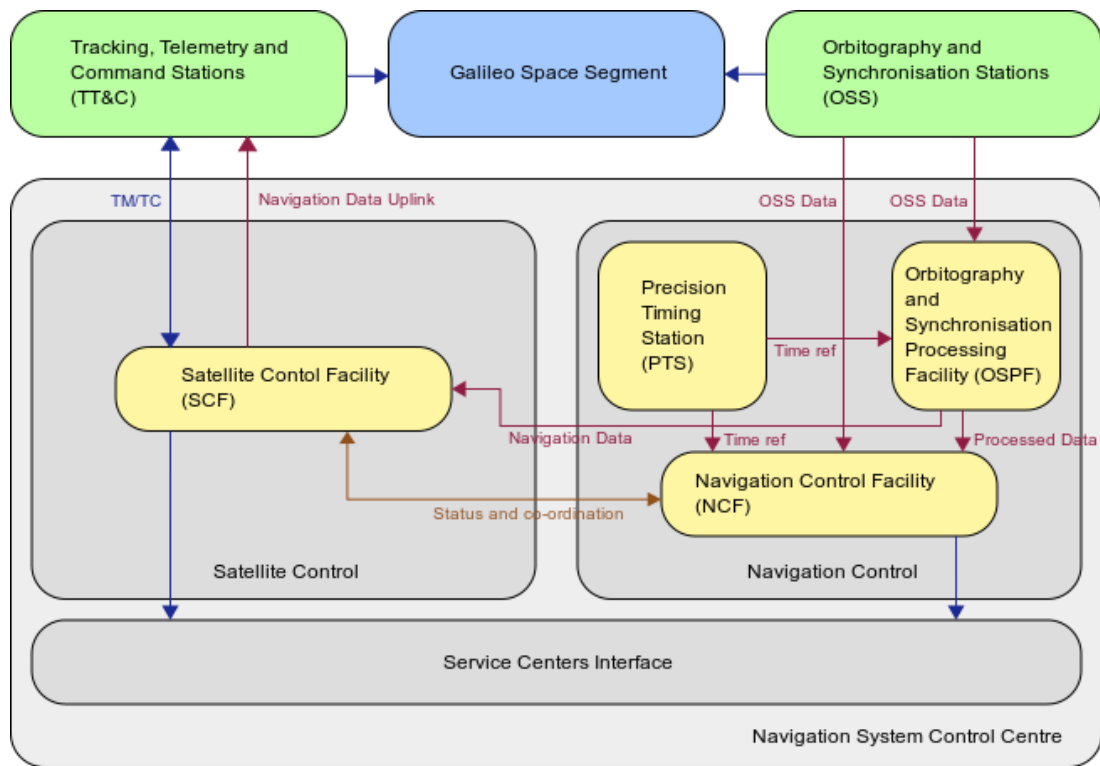 Tracking, Telemetry and
Command Stations
(TT&C)
Galileo Space Segment
Orbitography and
Synchronisation Stations
(OSS)
TM/TC
Navigation Data Uplink
OSS Data
OSS Data
Precision
Timing
Station
(PTS)
Orbitography
and
Synchronisation
Processing
Facility (OSPF)
Time ref
Satellite Contol Facility
(SCF)
Navigation Data
Time ref
Processed Data
Navigation Control Facility
(NCF)
Status and co-ordination
Satellite Control
Navigation Control
Service Centers Interface
Navigation System Control Centre